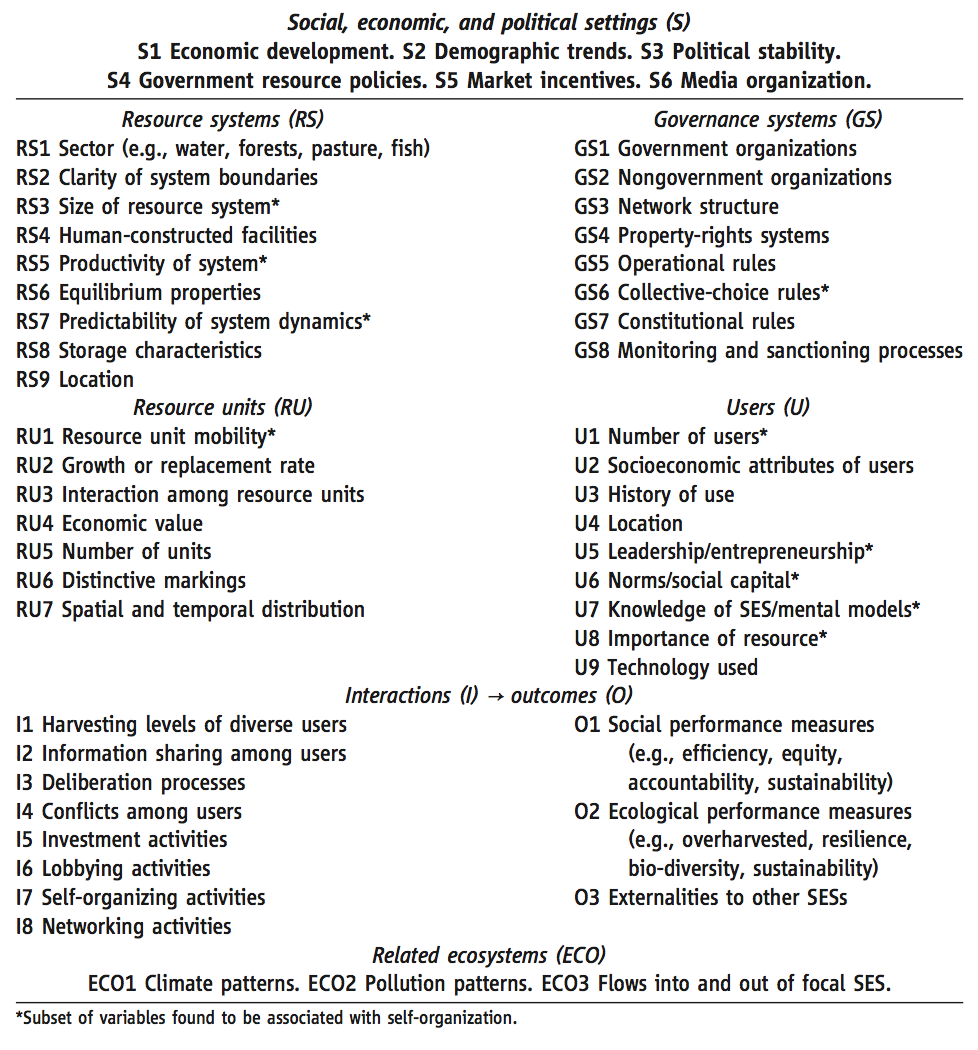 Social, economic, and political settings (S)
S1 Economic development. S2 Demographic trends. S3 Political stability.
S4 Government resource policies. S5 Market incentives. S6 Media organization.
Resource systems (RS)
RS1 Sector (e.g., water, forests, pasture, fish)
RS2 Clarity of system boundaries
RS3 Size of resource system*
RS4 Human-constructed facilities
RS5 Productivity of system*
RS6 Equilibrium properties
RS7 Predictability of system dynamics*
RS8 Storage characteristics
RS9 Location
Governance systems (GS)
GS1 Government organizations
GS2 Nongovernment organizations
GS3 Network structure
GS4 Property-rights systems
GS5 Operational rules
GS6 Collective-choice rules*
GS7 Constitutional rules
GS8 Monitoring and sanctioning processes
Resource units (RU)
RU1 Resource unit mobility*
RU2 Growth or replacement rate
RU3 Interaction among resource units
RU4 Economic value
RU5 Number of units
RU6 Distinctive markings
RU7 Spatial and temporal distribution
Users (U)
U1 Number of users*
U2 Socioeconomic attributes of users
U3 History of use
U4 Location
U5 Leadership/entrepreneurship*
U6 Norms/social capital*
U7 Knowledge of SES/mental models*
U8 Importance of resource*
U9 Technology used
Interactions (I) → outcomes (O)
I1 Harvesting levels of diverse users
I2 Information sharing among users
I3 Deliberation processes
I4 Conflicts among users
I5 Investment activities
I6 Lobbying activities
I7 Self-organizing activities
I8 Networking activities
O1 Social performance measures
(e.g., efficiency, equity,
accountability, sustainability)
O2 Ecological performance measures
(e.g., overharvested, resilience,
bio-diversity, sustainability)
O3 Externalities to other SESs
Related ecosystems (ECO)
ECO1 Climate patterns. ECO2 Pollution patterns. ECO3 Flows into and out of focal SES.
*Subset of variables found to be associated with self-organization.